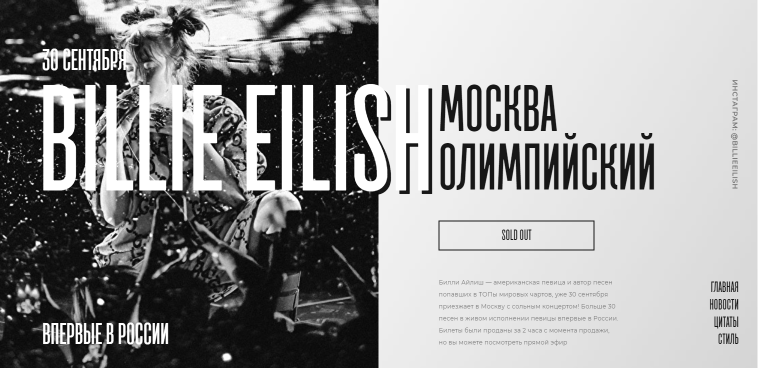 30 СЕНТЯБРЯ
BILLIE EILISH
МОСКВА
ОЛИМПИЙСКИЙ
ИНСТАГРАМ: @BILLIEEILISH
SOLD OUT
Билли Айлиш — американская певица и автор песен
попавших в ТОПы мировых чартов, уже 30 сентября
приезжает в Москву с сольным концертом! Больше 30
песен в живом исполнении певицы впервые в России.
Билеты были проданы за 2 часа с момента продажи,
но вы можете посмотреть прямой эфир
ГЛАВНАЯ
НОВОСТИ
ЦИТАТЫ
СТИЛЬ
ВПЕРВЫЕ В РОССИИ